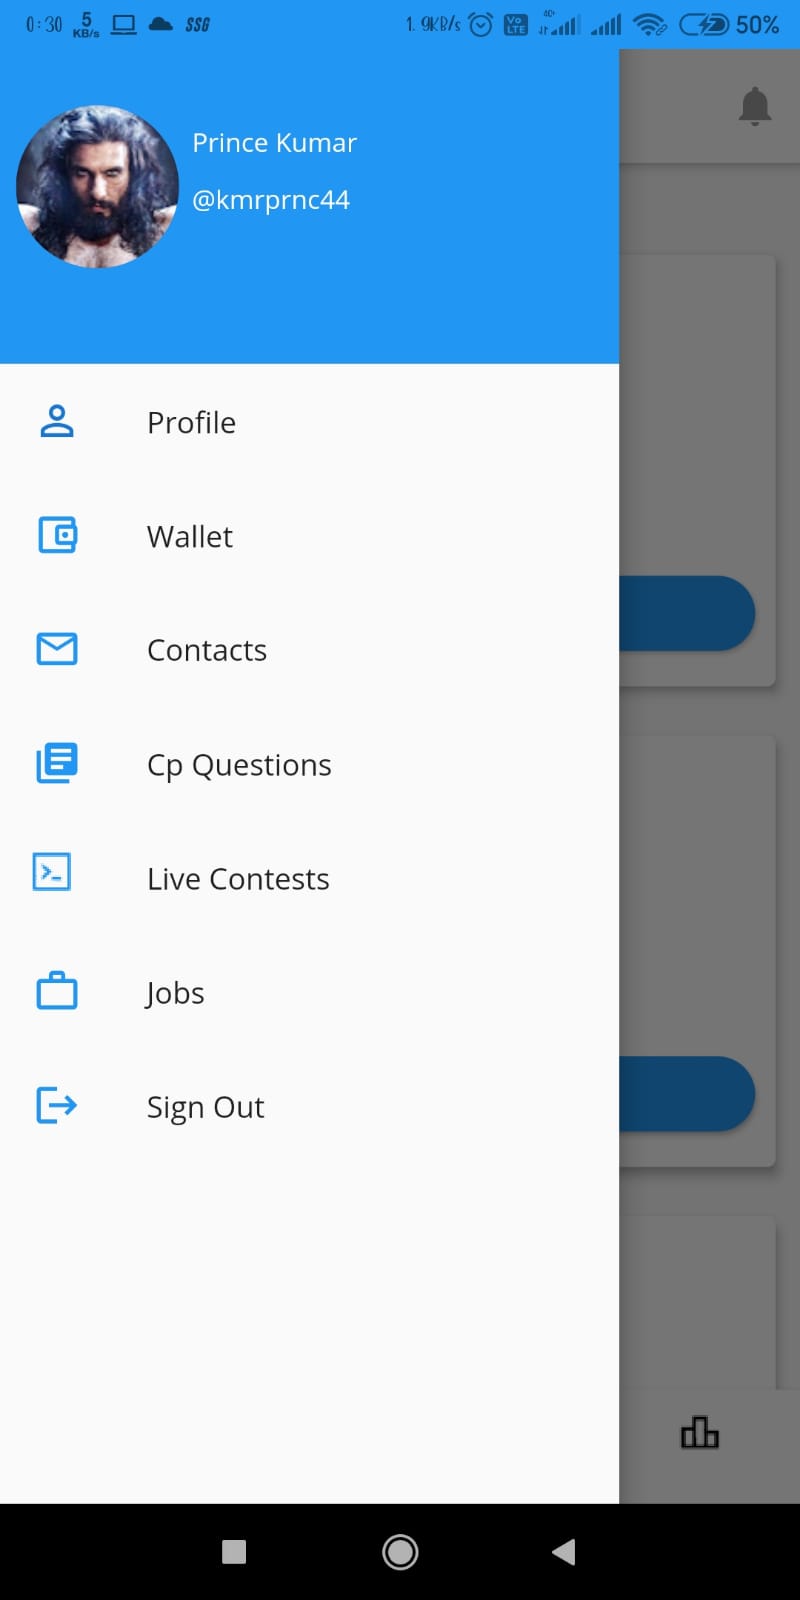 0:30 5 KB/s SSG 1.9KB/s Vo LTE 4G+ 50%
Prince Kumar
@kmrprnc44
Profile
Wallet
Contacts
Cp Questions
Live Contests
Jobs
Sign Out